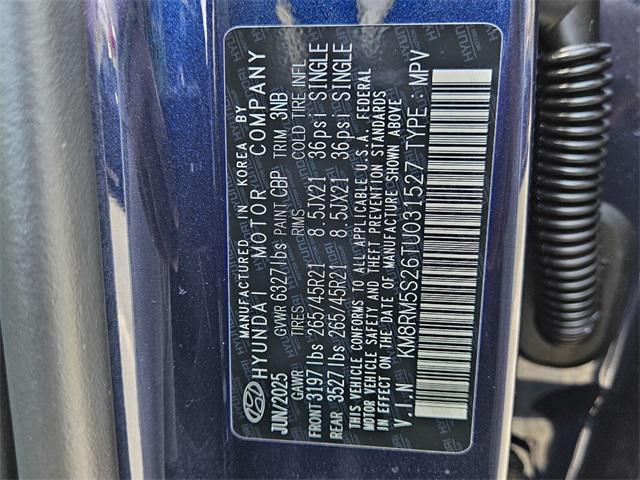 MANUFACTURED IN KOREA BY
HYUNDAI MOTOR COMPANY
JUN/2025 GVWR 6327lbs PAINT CBP TRIM 3NB
GAWR TIRES RIMS COLD TIRE INFL
FRONT 3197lbs 265/45R21 8.5JX21 36psi SINGLE
REAR 3527lbs 265/45R21 8.5JX21 36psi SINGLE
THIS VEHICLE CONFORMS TO ALL APPLICABLE U.S.A. FEDERAL
MOTOR VEHICLE SAFETY AND THEFT PREVENTION STANDARDS
IN EFFECT ON THE DATE OF MANUFACTURE SHOWN ABOVE
V.I.N KM8RM5S26TU031527 TYPE : MPV